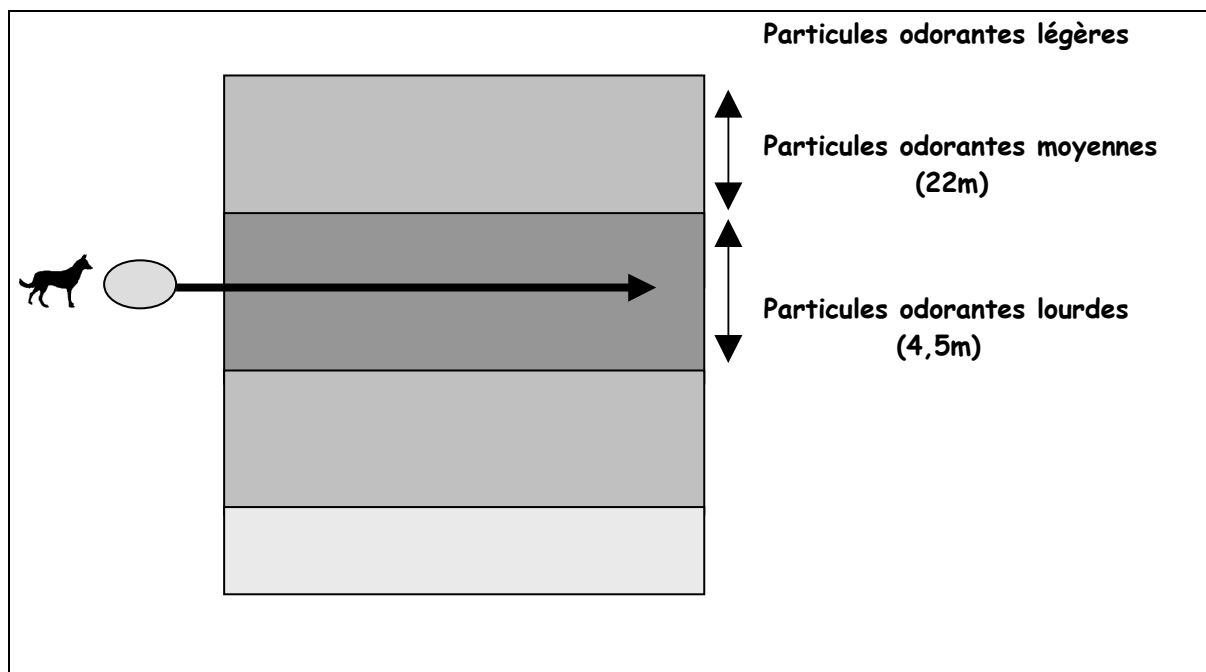 Particules odorantes légères
Particules odorantes moyennes
(22m)
Particules odorantes lourdes
(4,5m)